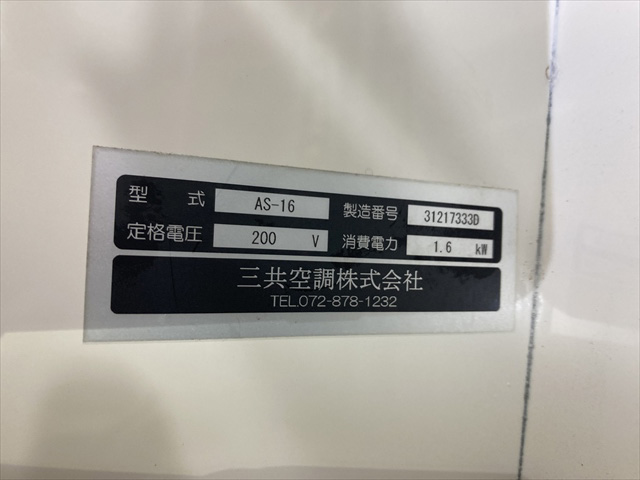 型 式 AS-16 製造番号 31217333D
定格電圧 200 V 消費電力 1.6 kW
三共空調株式会社
TEL.072-878-1232